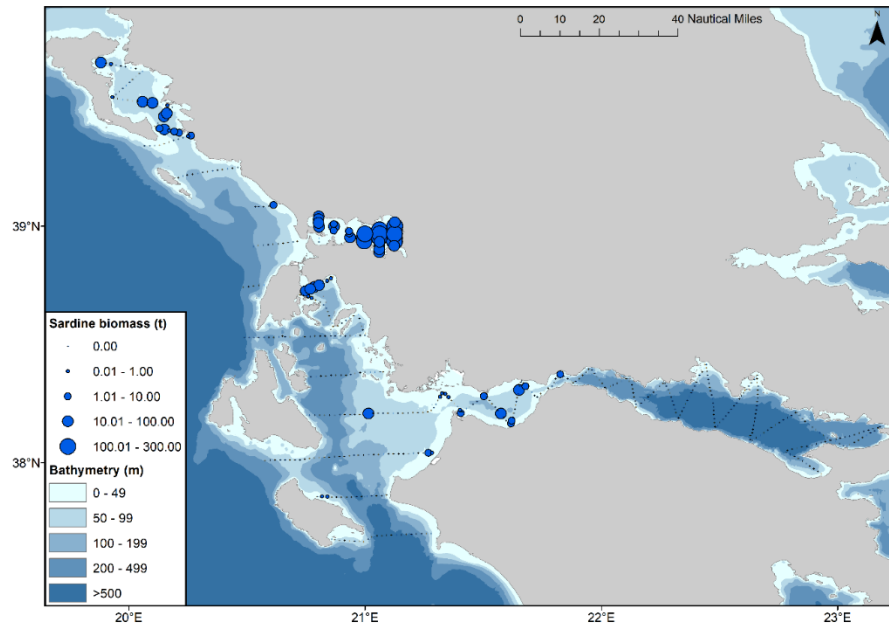 0 10 20 40 Nautical Miles
N
39°N
38°N
Sardine biomass (t)
0.00
0.01 - 1.00
1.01 - 10.00
10.01 - 100.00
100.01 - 300.00
Bathymetry (m)
0 - 49
50 - 99
100 - 199
200 - 499
>500
20°E 21°E 22°E 23°E